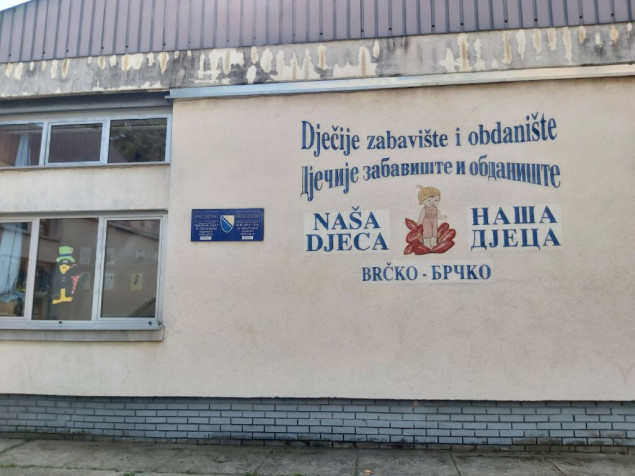 Dječije zabavište i obdanište
Дјечије забавиште и обданиште
NAŠA
DJECA
НАША
ДЈЕЦА
BRČKO - БРЧКО